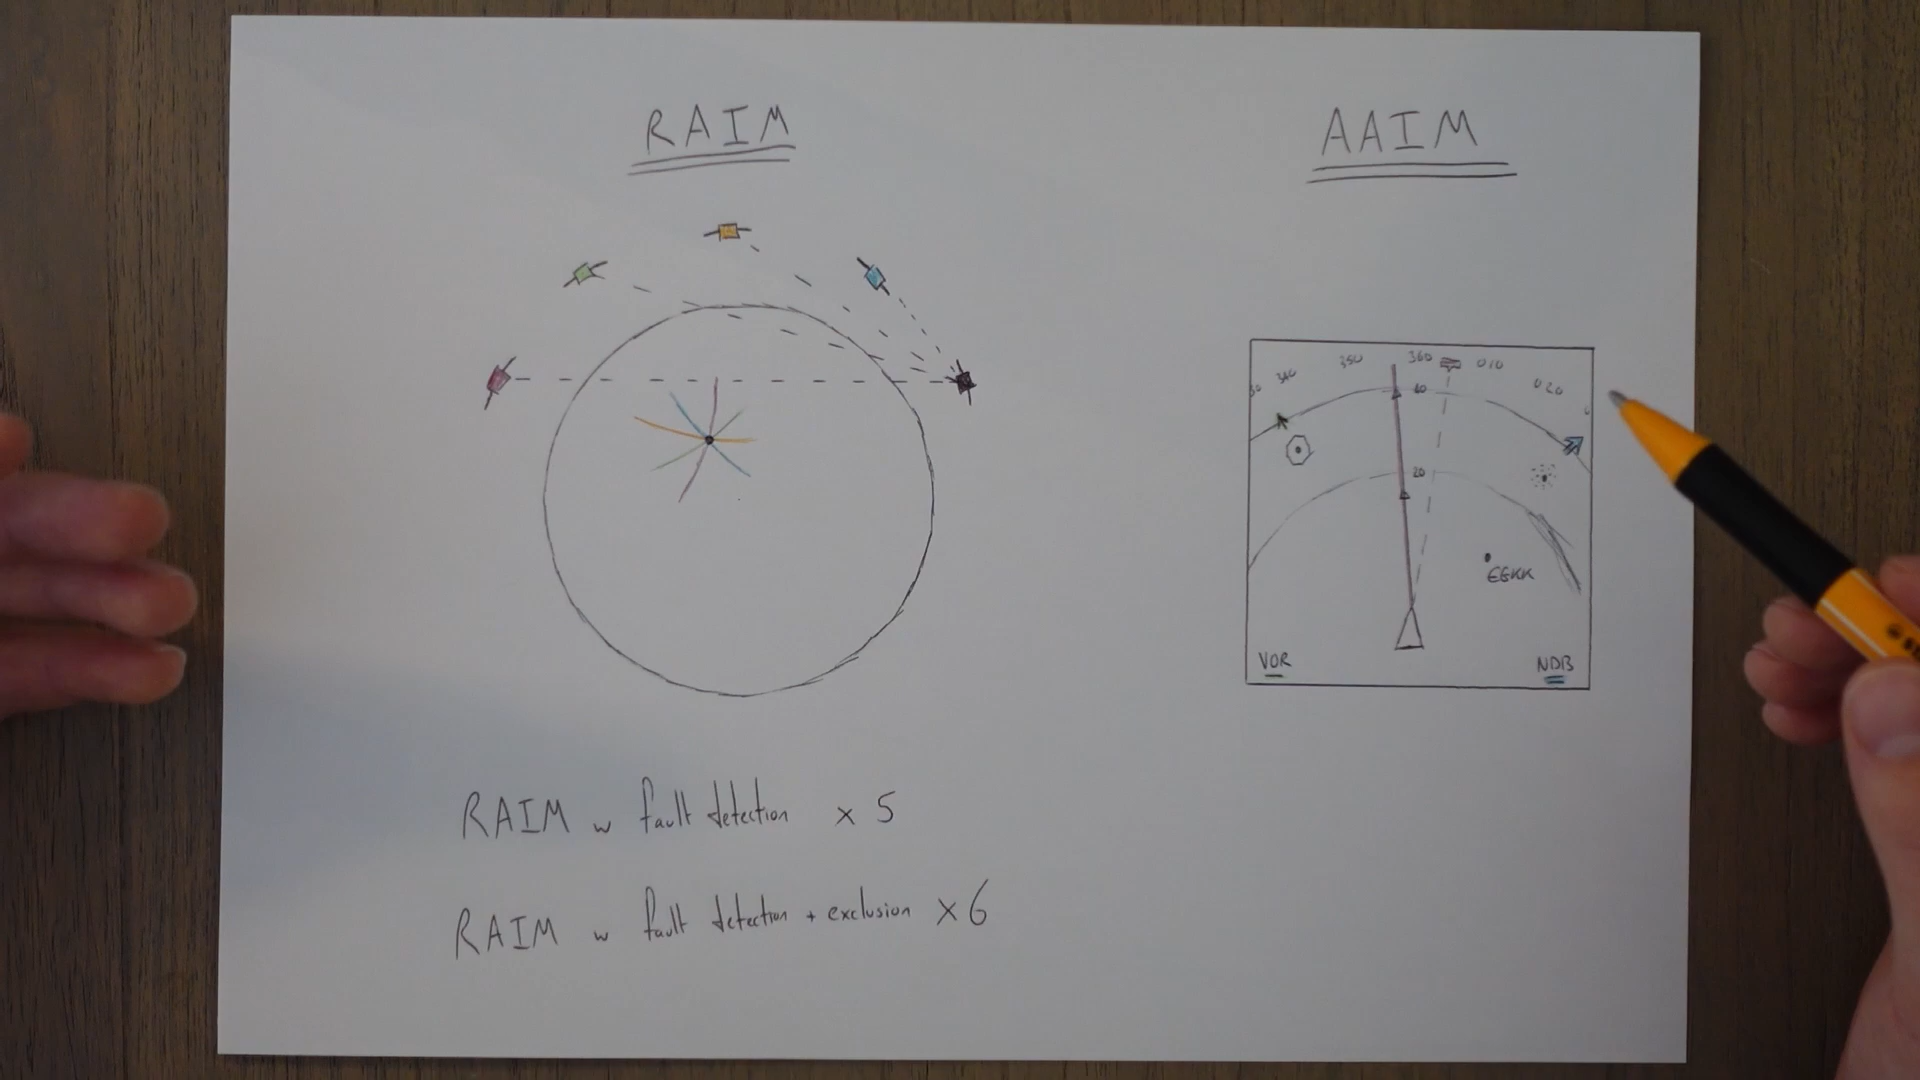 RAIM
AAIM
340 350 360 010 020
40
20
EGKK
VOR NDB
RAIM w fault detection x 5
RAIM w fault detection + exclusion x 6